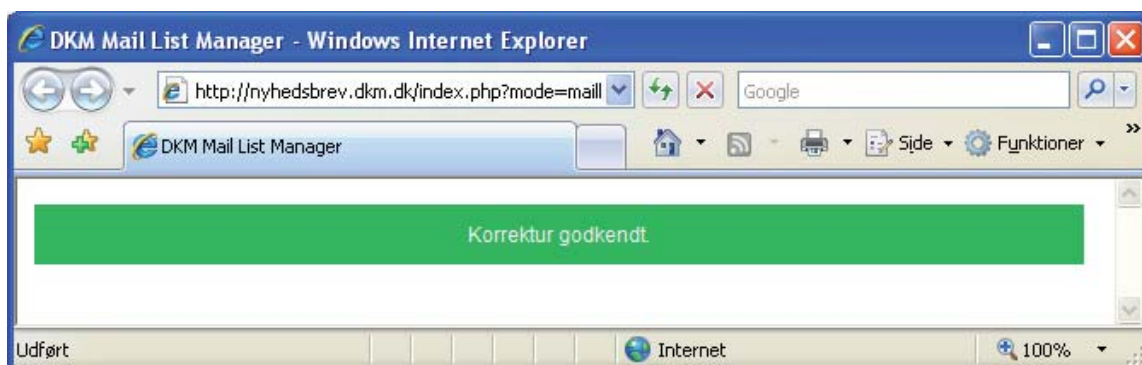 DKM Mail List Manager - Windows Internet Explorer
http://nyhedsbrev.dkm.dk/index.php?mode=maill
Google
DKM Mail List Manager
Side
Funktioner
»
Korrektur godkendt.
Udført
Internet
100%